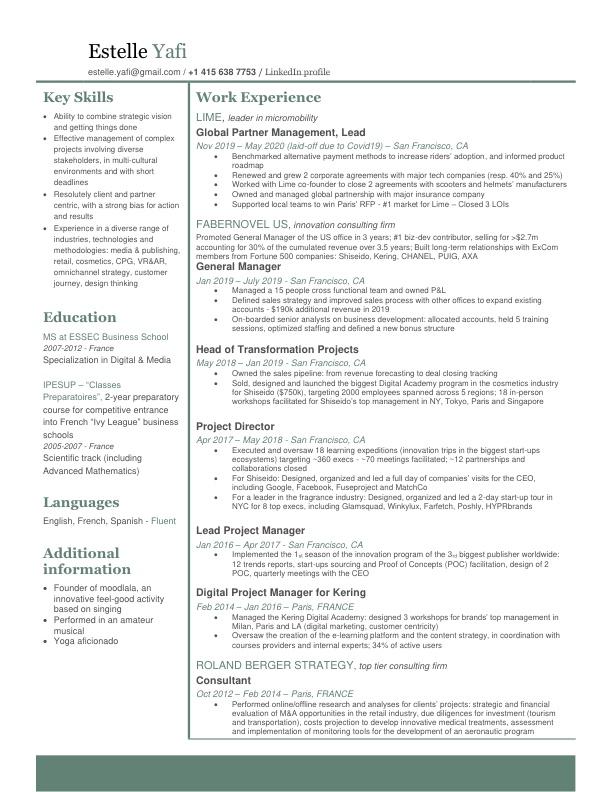 Estelle Yafi
estelle.yafi@gmail.com / +1 415 638 7753 / LinkedIn profile
Key Skills
• Ability to combine strategic vision
and getting things done
• Effective management of complex
projects involving diverse
stakeholders, in multi-cultural
environments and with short
deadlines
• Resolutely client and partner
centric, with a strong bias for action
and results
• Experience in a diverse range of
industries, technologies and
methodologies: media & publishing,
retail, cosmetics, CPG, VR&AR,
omnichannel strategy, customer
journey, design thinking
Education
MS at ESSEC Business School
2007-2012 - France
Specialization in Digital & Media
IPESUP – “Classes
Preparatoires”, 2-year preparatory
course for competitive entrance
into French “Ivy League” business
schools
2005-2007 - France
Scientific track (including
Advanced Mathematics)
Languages
English, French, Spanish - Fluent
Additional
information
• Founder of moodlala, an
innovative feel-good activity
based on singing
• Performed in an amateur
musical
• Yoga aficionado
Work Experience
LIME, leader in micromobility
Global Partner Management, Lead
Nov 2019 – May 2020 (laid-off due to Covid19) – San Francisco, CA
• Benchmarked alternative payment methods to increase riders’ adoption, and informed product
roadmap
• Renewed and grew 2 corporate agreements with major tech companies (resp. 40% and 25%)
• Worked with Lime co-founder to close 2 agreements with scooters and helmets’ manufacturers
• Owned and managed global partnership with major insurance company
• Supported local teams to win Paris’ RFP - #1 market for Lime – Closed 3 LOIs
FABERNOVEL US, innovation consulting firm
Promoted General Manager of the US office in 3 years; #1 biz-dev contributor, selling for >$2.7m
accounting for 30% of the cumulated revenue over 3.5 years; Built long-term relationships with ExCom
members from Fortune 500 companies: Shiseido, Kering, CHANEL, PUIG, AXA
General Manager
Jan 2019 – July 2019 - San Francisco, CA
• Managed a 15 people cross functional team and owned P&L
• Defined sales strategy and improved sales process with other offices to expand existing
accounts - $190k additional revenue in 2019
• On-boarded senior analysts on business development: allocated accounts, held 5 training
sessions, optimized staffing and defined a new bonus structure
Head of Transformation Projects
May 2018 – Jan 2019 - San Francisco, CA
• Owned the sales pipeline: from revenue forecasting to deal closing tracking
• Sold, designed and launched the biggest Digital Academy program in the cosmetics industry
for Shiseido ($750k), targeting 2000 employees spanned across 5 regions; 18 in-person
workshops facilitated for Shiseido’s top management in NY, Tokyo, Paris and Singapore
Project Director
Apr 2017 – May 2018 - San Francisco, CA
• Executed and oversaw 18 learning expeditions (innovation trips in the biggest start-ups
ecosystems) targeting ~360 execs - ~70 meetings facilitated; ~12 partnerships and
collaborations closed
• For Shiseido: Designed, organized and led a full day of companies’ visits for the CEO,
including Google, Facebook, Fuseproject and MatchCo
• For a leader in the fragrance industry: Designed, organized and led a 2-day start-up tour in
NYC for 8 top execs, including Glamsquad, Winkylux, Farfetch, Poshly, HYPRbrands
Lead Project Manager
Jan 2016 – Apr 2017 - San Francisco, CA
• Implemented the 1st season of the innovation program of the 3rd biggest publisher worldwide:
12 trends reports, start-ups sourcing and Proof of Concepts (POC) facilitation, design of 2
POC, quarterly meetings with the CEO
Digital Project Manager for Kering
Feb 2014 – Jan 2016 – Paris, FRANCE
• Managed the Kering Digital Academy; designed 3 workshops for brands’ top management in
Milan, Paris and LA (digital marketing, customer centricity)
• Oversaw the creation of the e-learning platform and the content strategy, in coordination with
courses providers and internal experts; 34% of active users
ROLAND BERGER STRATEGY, top tier consulting firm
Consultant
Oct 2012 – Feb 2014 – Paris, FRANCE
• Performed online/offline research and analyses for clients’ projects: strategic and financial
evaluation of M&A opportunities in the retail industry, due diligences for investment (tourism
and transportation), costs projection to develop innovative medical treatments, assessment
and implementation of monitoring tools for the development of an aeronautic program